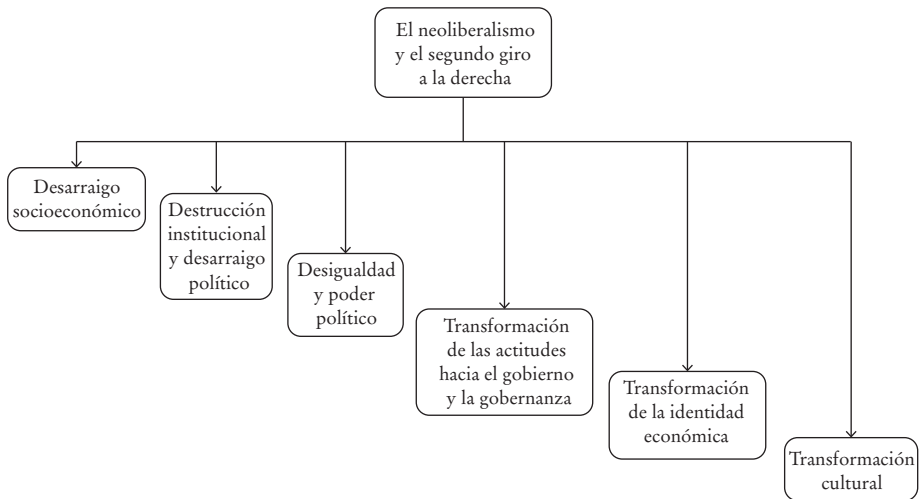 El neoliberalismo
y el segundo giro
a la derecha
Desarraigo
socioeconómico
Destrucción
institucional
y desarraigo
político
Desigualdad
y poder
político
Transformación
de las actitudes
hacia el gobierno
y la gobernanza
Transformación
de la identidad
económica
Transformación
cultural